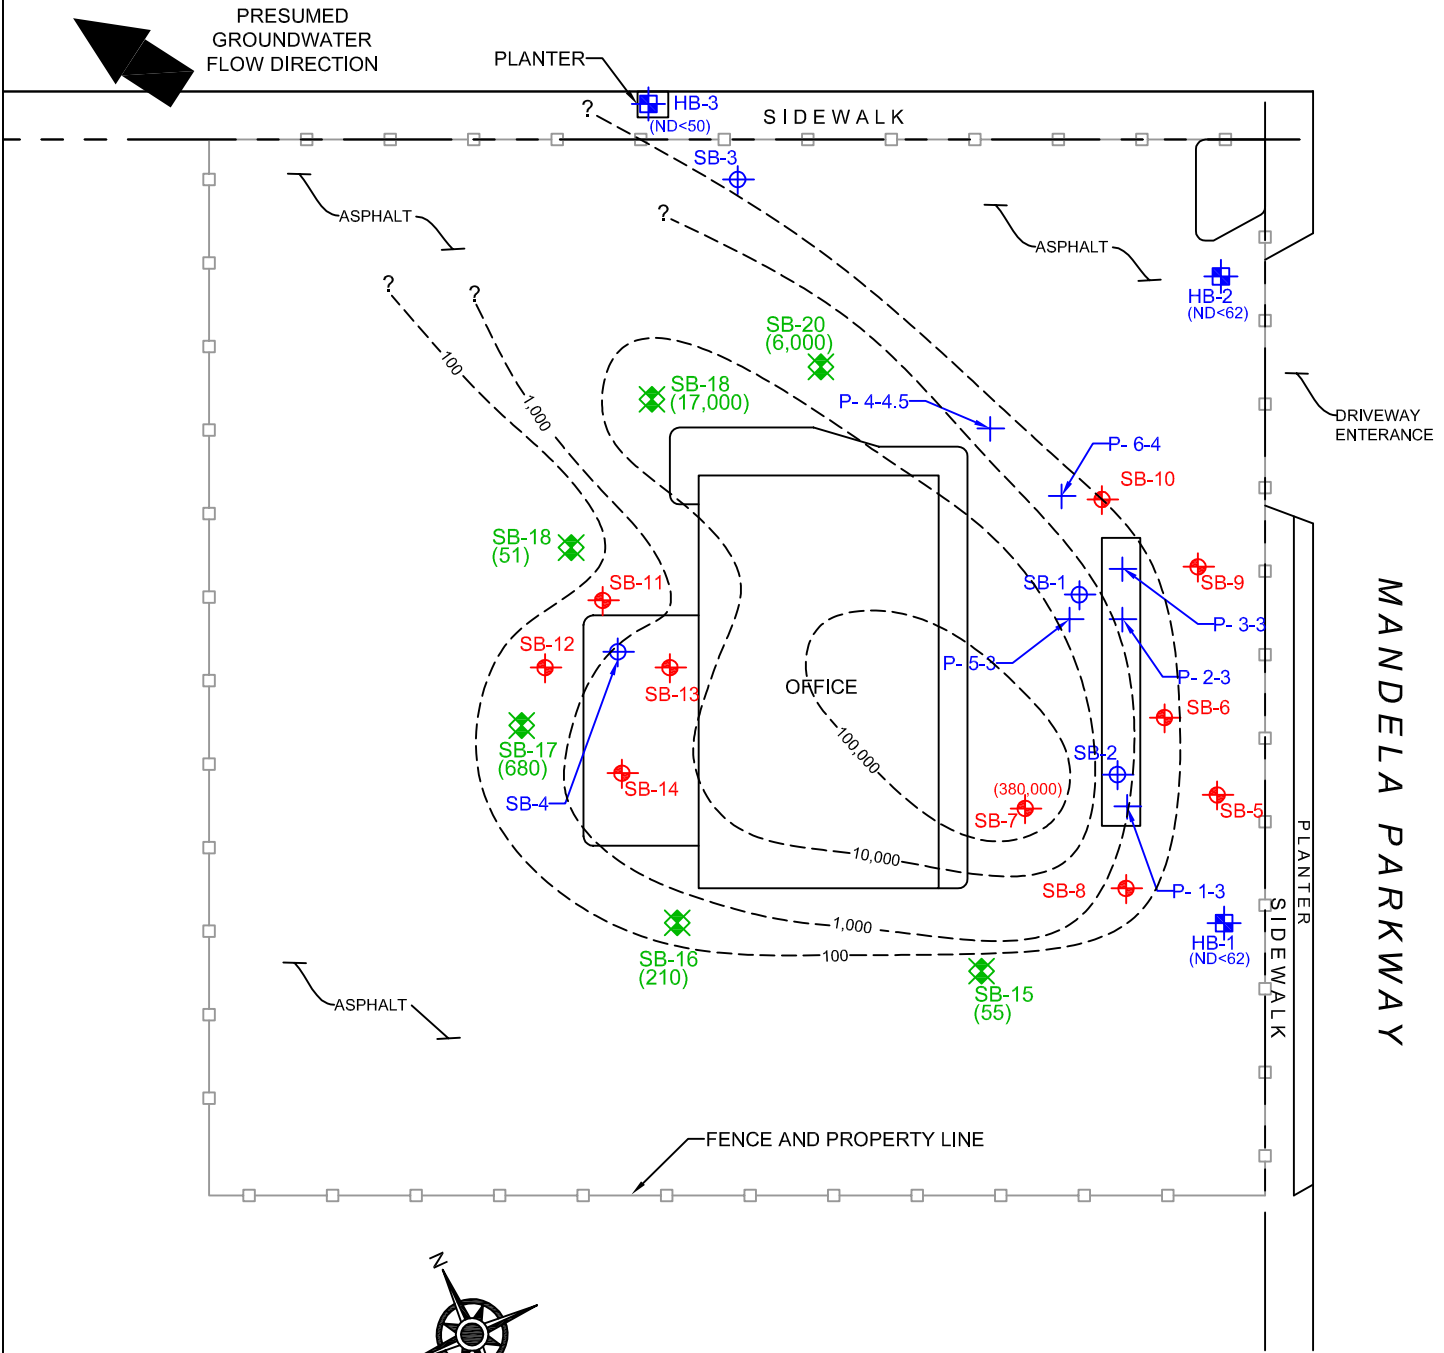 PRESUMED
GROUNDWATER
FLOW DIRECTION
PLANTER
HB-3
(ND<50)
SIDEWALK
?
SB-3
ASPHALT
?
ASPHALT
?
?
HB-2
(ND<62)
SB-20
(6,000)
100
1,000
SB-18
(17,000)
P- 4-4.5
DRIVEWAY
ENTERANCE
P- 6-4
SB-10
SB-18
(51)
SB-11
SB-1
SB-9
P- 3-3
SB-12
P- 5-3
P- 2-3
SB-13
OFFICE
SB-6
MANDELA PARKWAY
SB-17
(680)
100,000
SB-2
SB-14
(380,000)
SB-4
SB-7
SB-5
PLANTER
10,000
SB-8
P- 1-3
1,000
SIDEWALK
HB-1
(ND<62)
100
SB-16
(210)
SB-15
(55)
ASPHALT
FENCE AND PROPERTY LINE
N